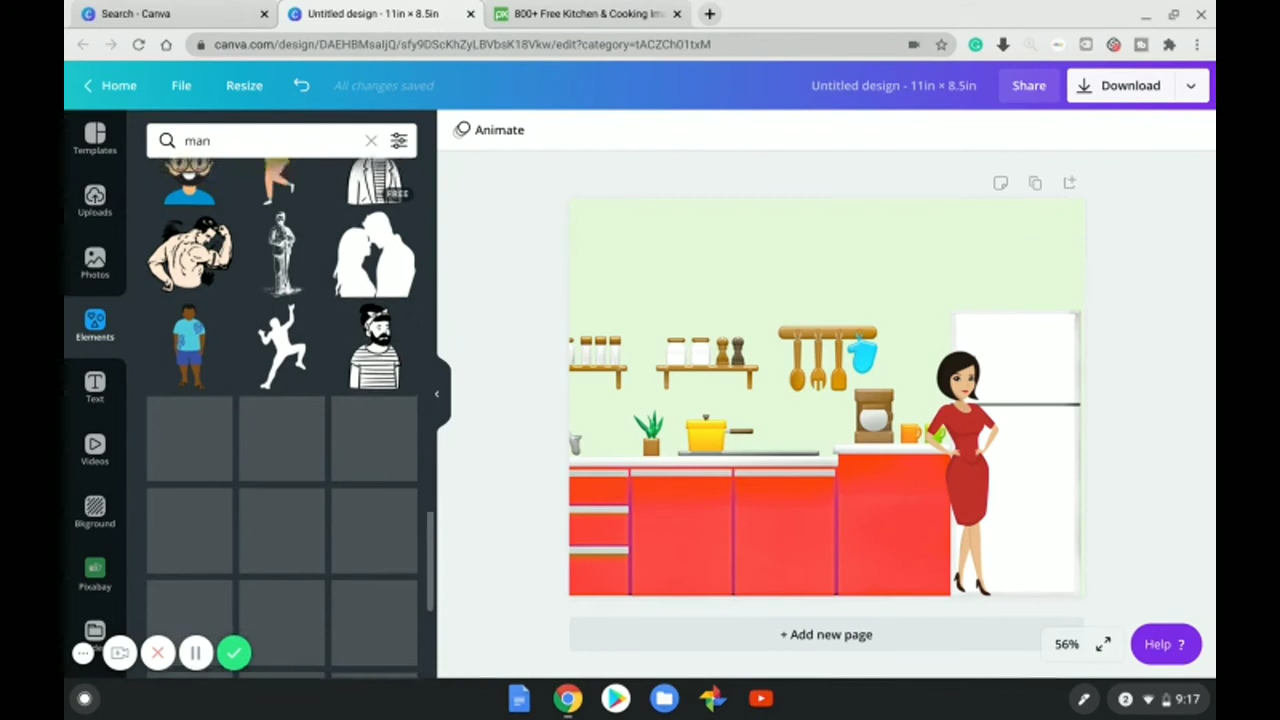 Search - Canva
Untitled design - 11in × 8.5in
800+ Free Kitchen & Cooking Im
canva.com/design/DAEHBMsaljQ/sfy9DScKhZyLBVbsK18Vkw/edit?category=tACZCh01txM
Home
File
Resize
All changes saved
Untitled design - 11in × 8.5in
Share
Download
Templates
Uploads
Photos
Elements
Text
Videos
Bkground
Pixabay
man
FREE
Animate
+ Add new page
56%
Help ?
2
9:17